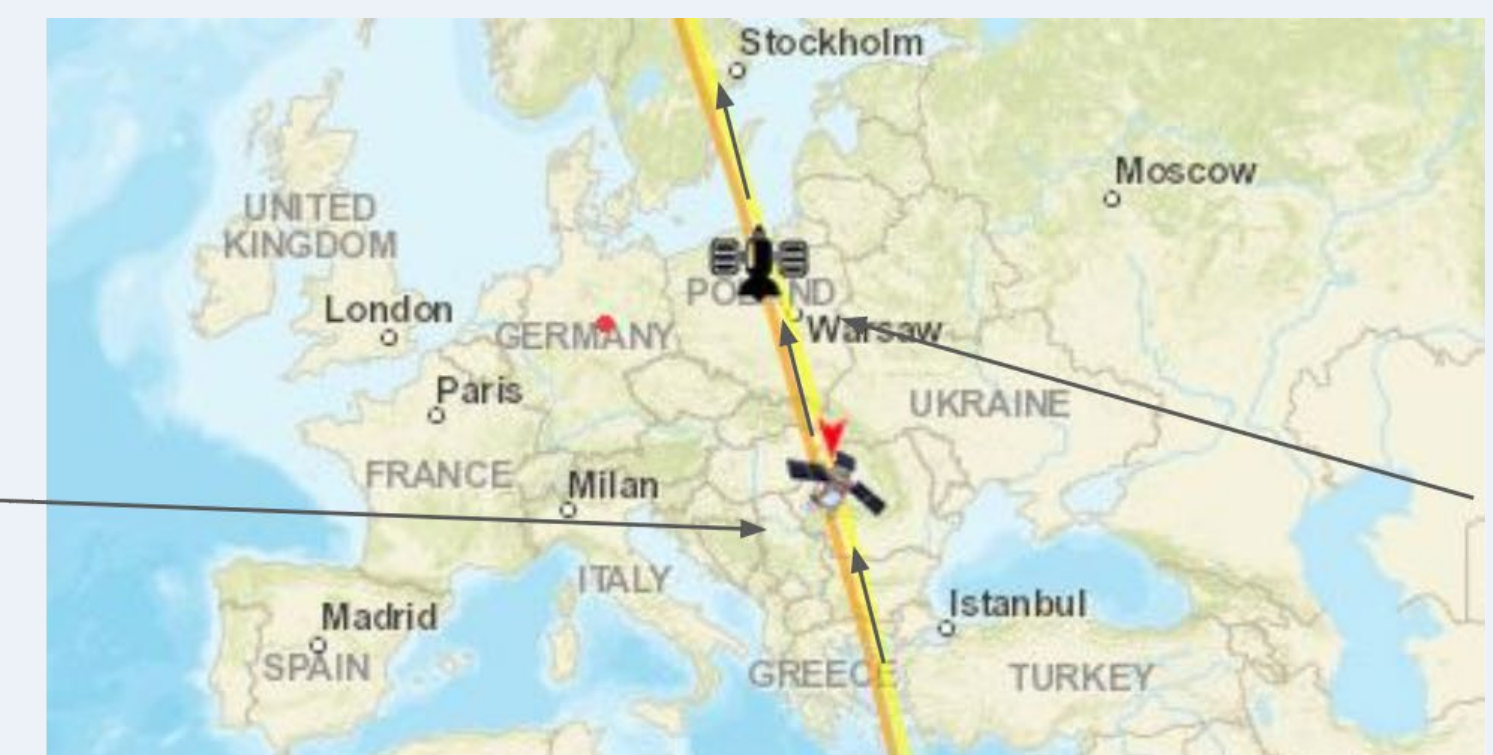 Stockholm
Moscow
UNITED
KINGDOM
POLAND
London
GERMANY
Warsaw
Paris
UKRAINE
FRANCE
Milan
ITALY
Istanbul
Madrid
SPAIN
GREECE
TURKEY